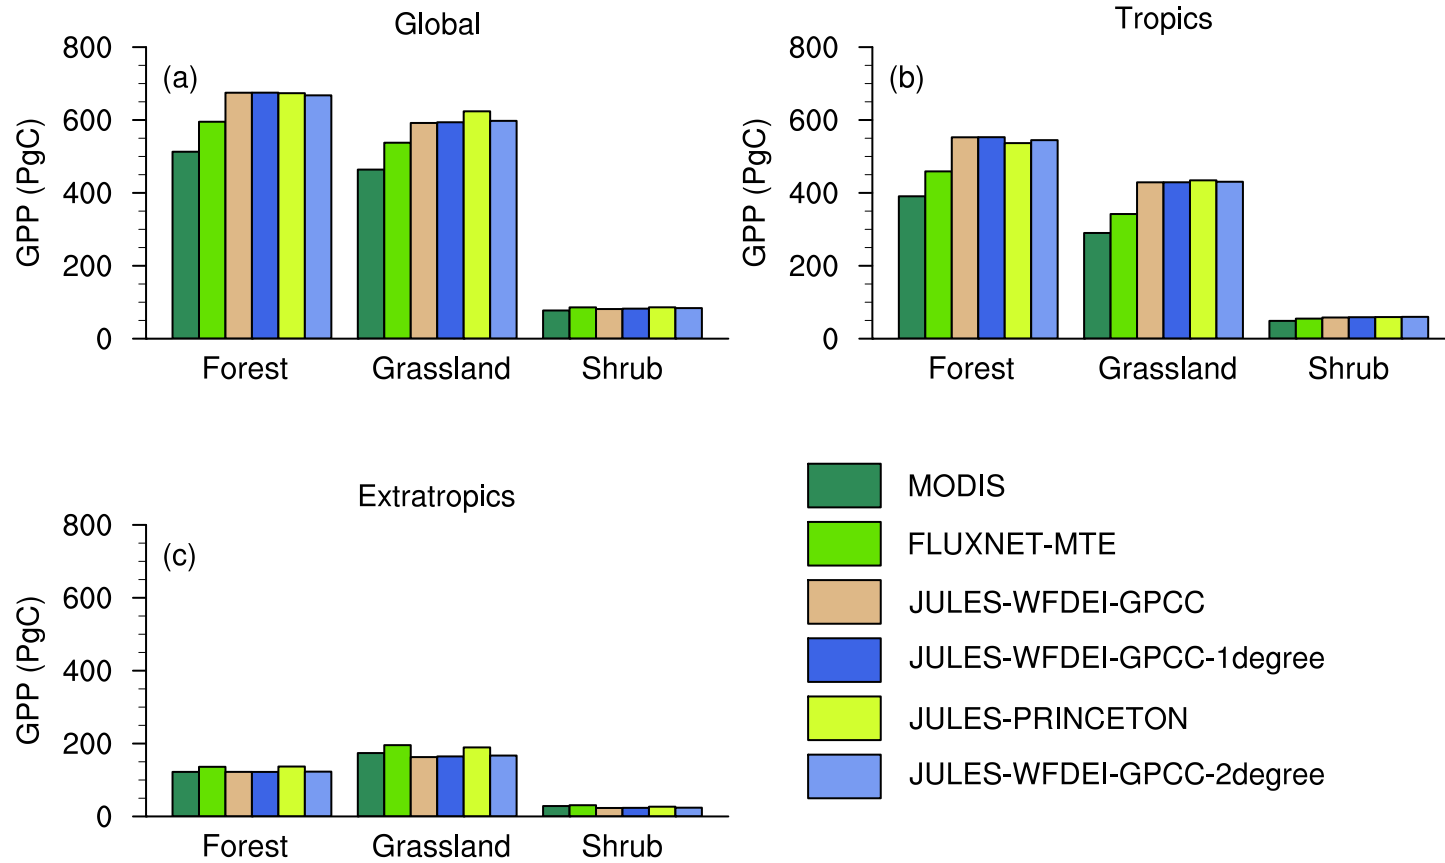 Global
(a)
GPP (PgC)
800
600
400
200
0
Forest Grassland Shrub
Tropics
(b)
GPP (PgC)
800
600
400
200
0
Forest Grassland Shrub
Extratropics
(c)
GPP (PgC)
800
600
400
200
0
Forest Grassland Shrub
MODIS
FLUXNET-MTE
JULES-WFDEI-GPCC
JULES-WFDEI-GPCC-1degree
JULES-PRINCETON
JULES-WFDEI-GPCC-2degree